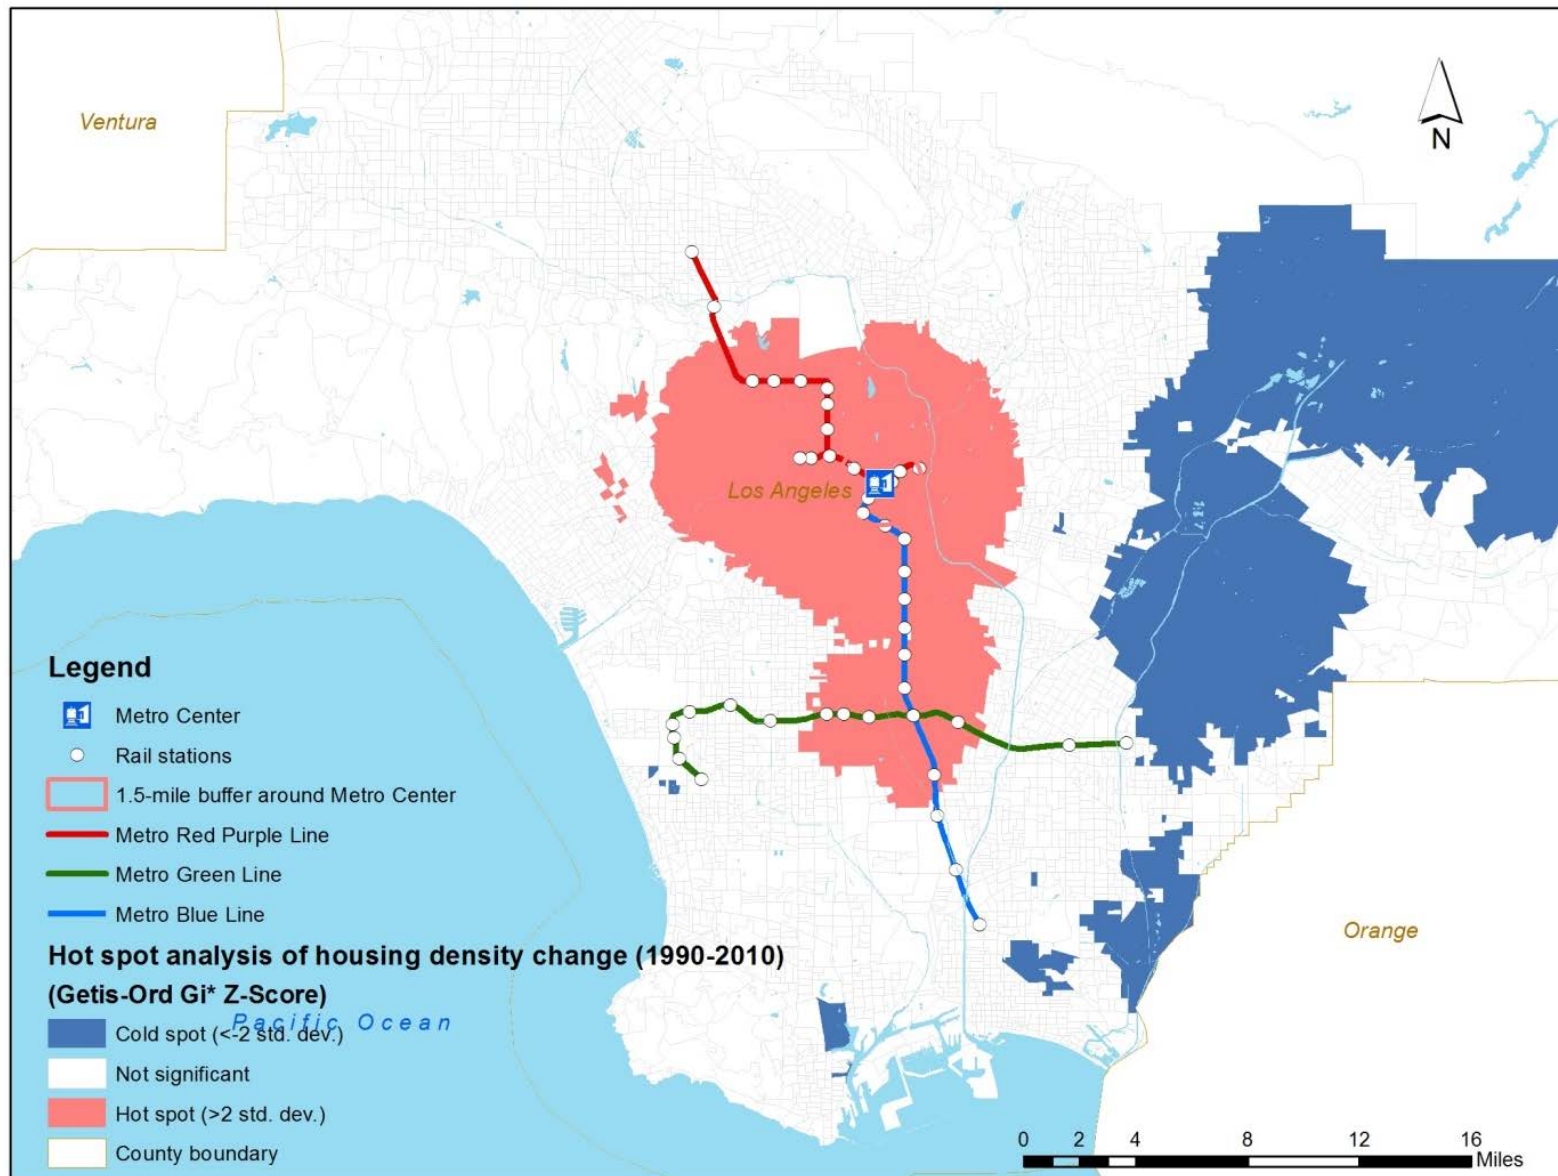 Ventura
N
Los Angeles
Legend
Metro Center
Rail stations
1.5-mile buffer around Metro Center
Metro Red Purple Line
Metro Green Line
Metro Blue Line
Hot spot analysis of housing density change (1990-2010)
(Getis-Ord Gi* Z-Score)
Pacific Ocean
Cold spot (<-2 std. dev.)
Not significant
Hot spot (>2 std. dev.)
County boundary
Orange
0 2 4 8 12 16
Miles